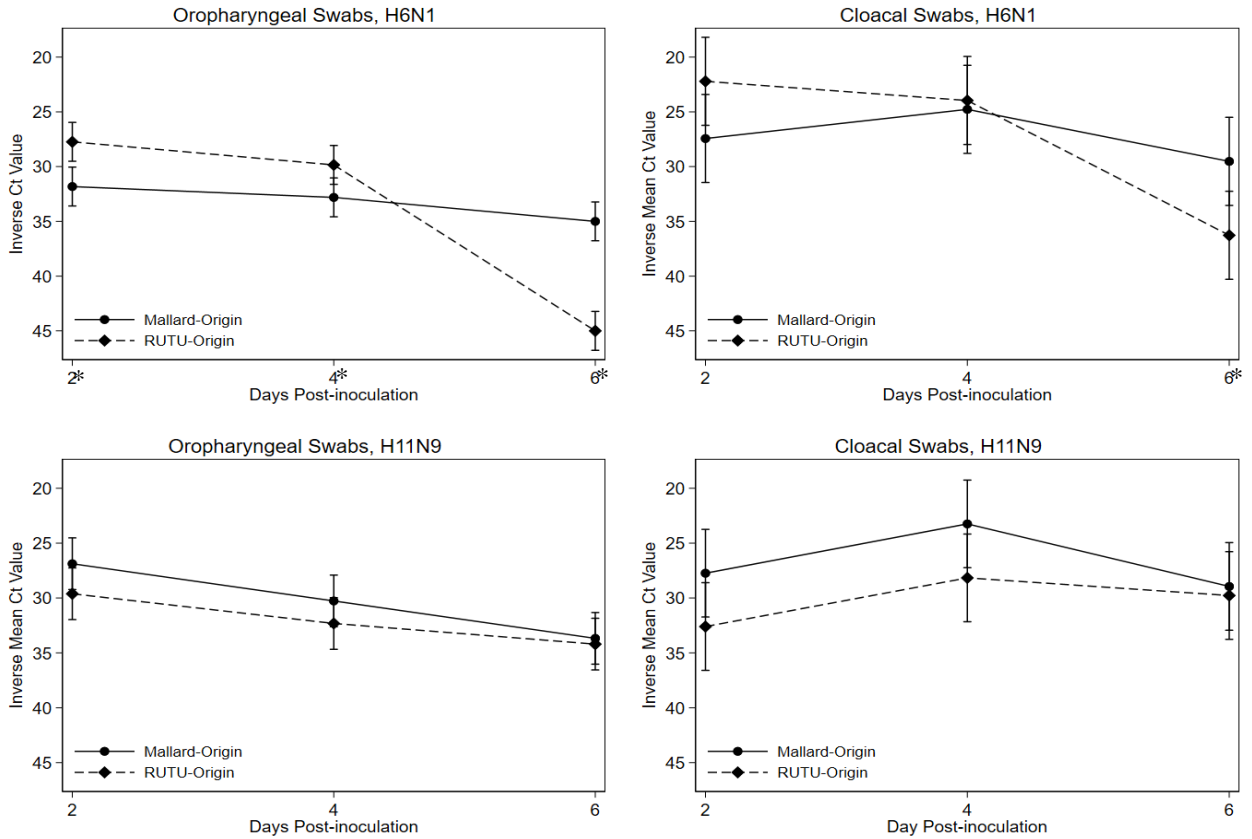 Oropharyngeal Swabs, H6N1
Inverse Ct Value
20
25
30
35
40
45
Mallard-Origin
RUTU-Origin
2* 4* 6*
Days Post-inoculation
Cloacal Swabs, H6N1
Inverse Mean Ct Value
20
25
30
35
40
45
Mallard-Origin
RUTU-Origin
2 4 6*
Days Post-inoculation
Oropharyngeal Swabs, H11N9
Inverse Mean Ct Value
20
25
30
35
40
45
Mallard-Origin
RUTU-Origin
2 4 6
Days Post-inoculation
Cloacal Swabs, H11N9
Inverse Mean Ct Value
20
25
30
35
40
45
Mallard-Origin
RUTU-Origin
2 4 6
Day Post-inoculation